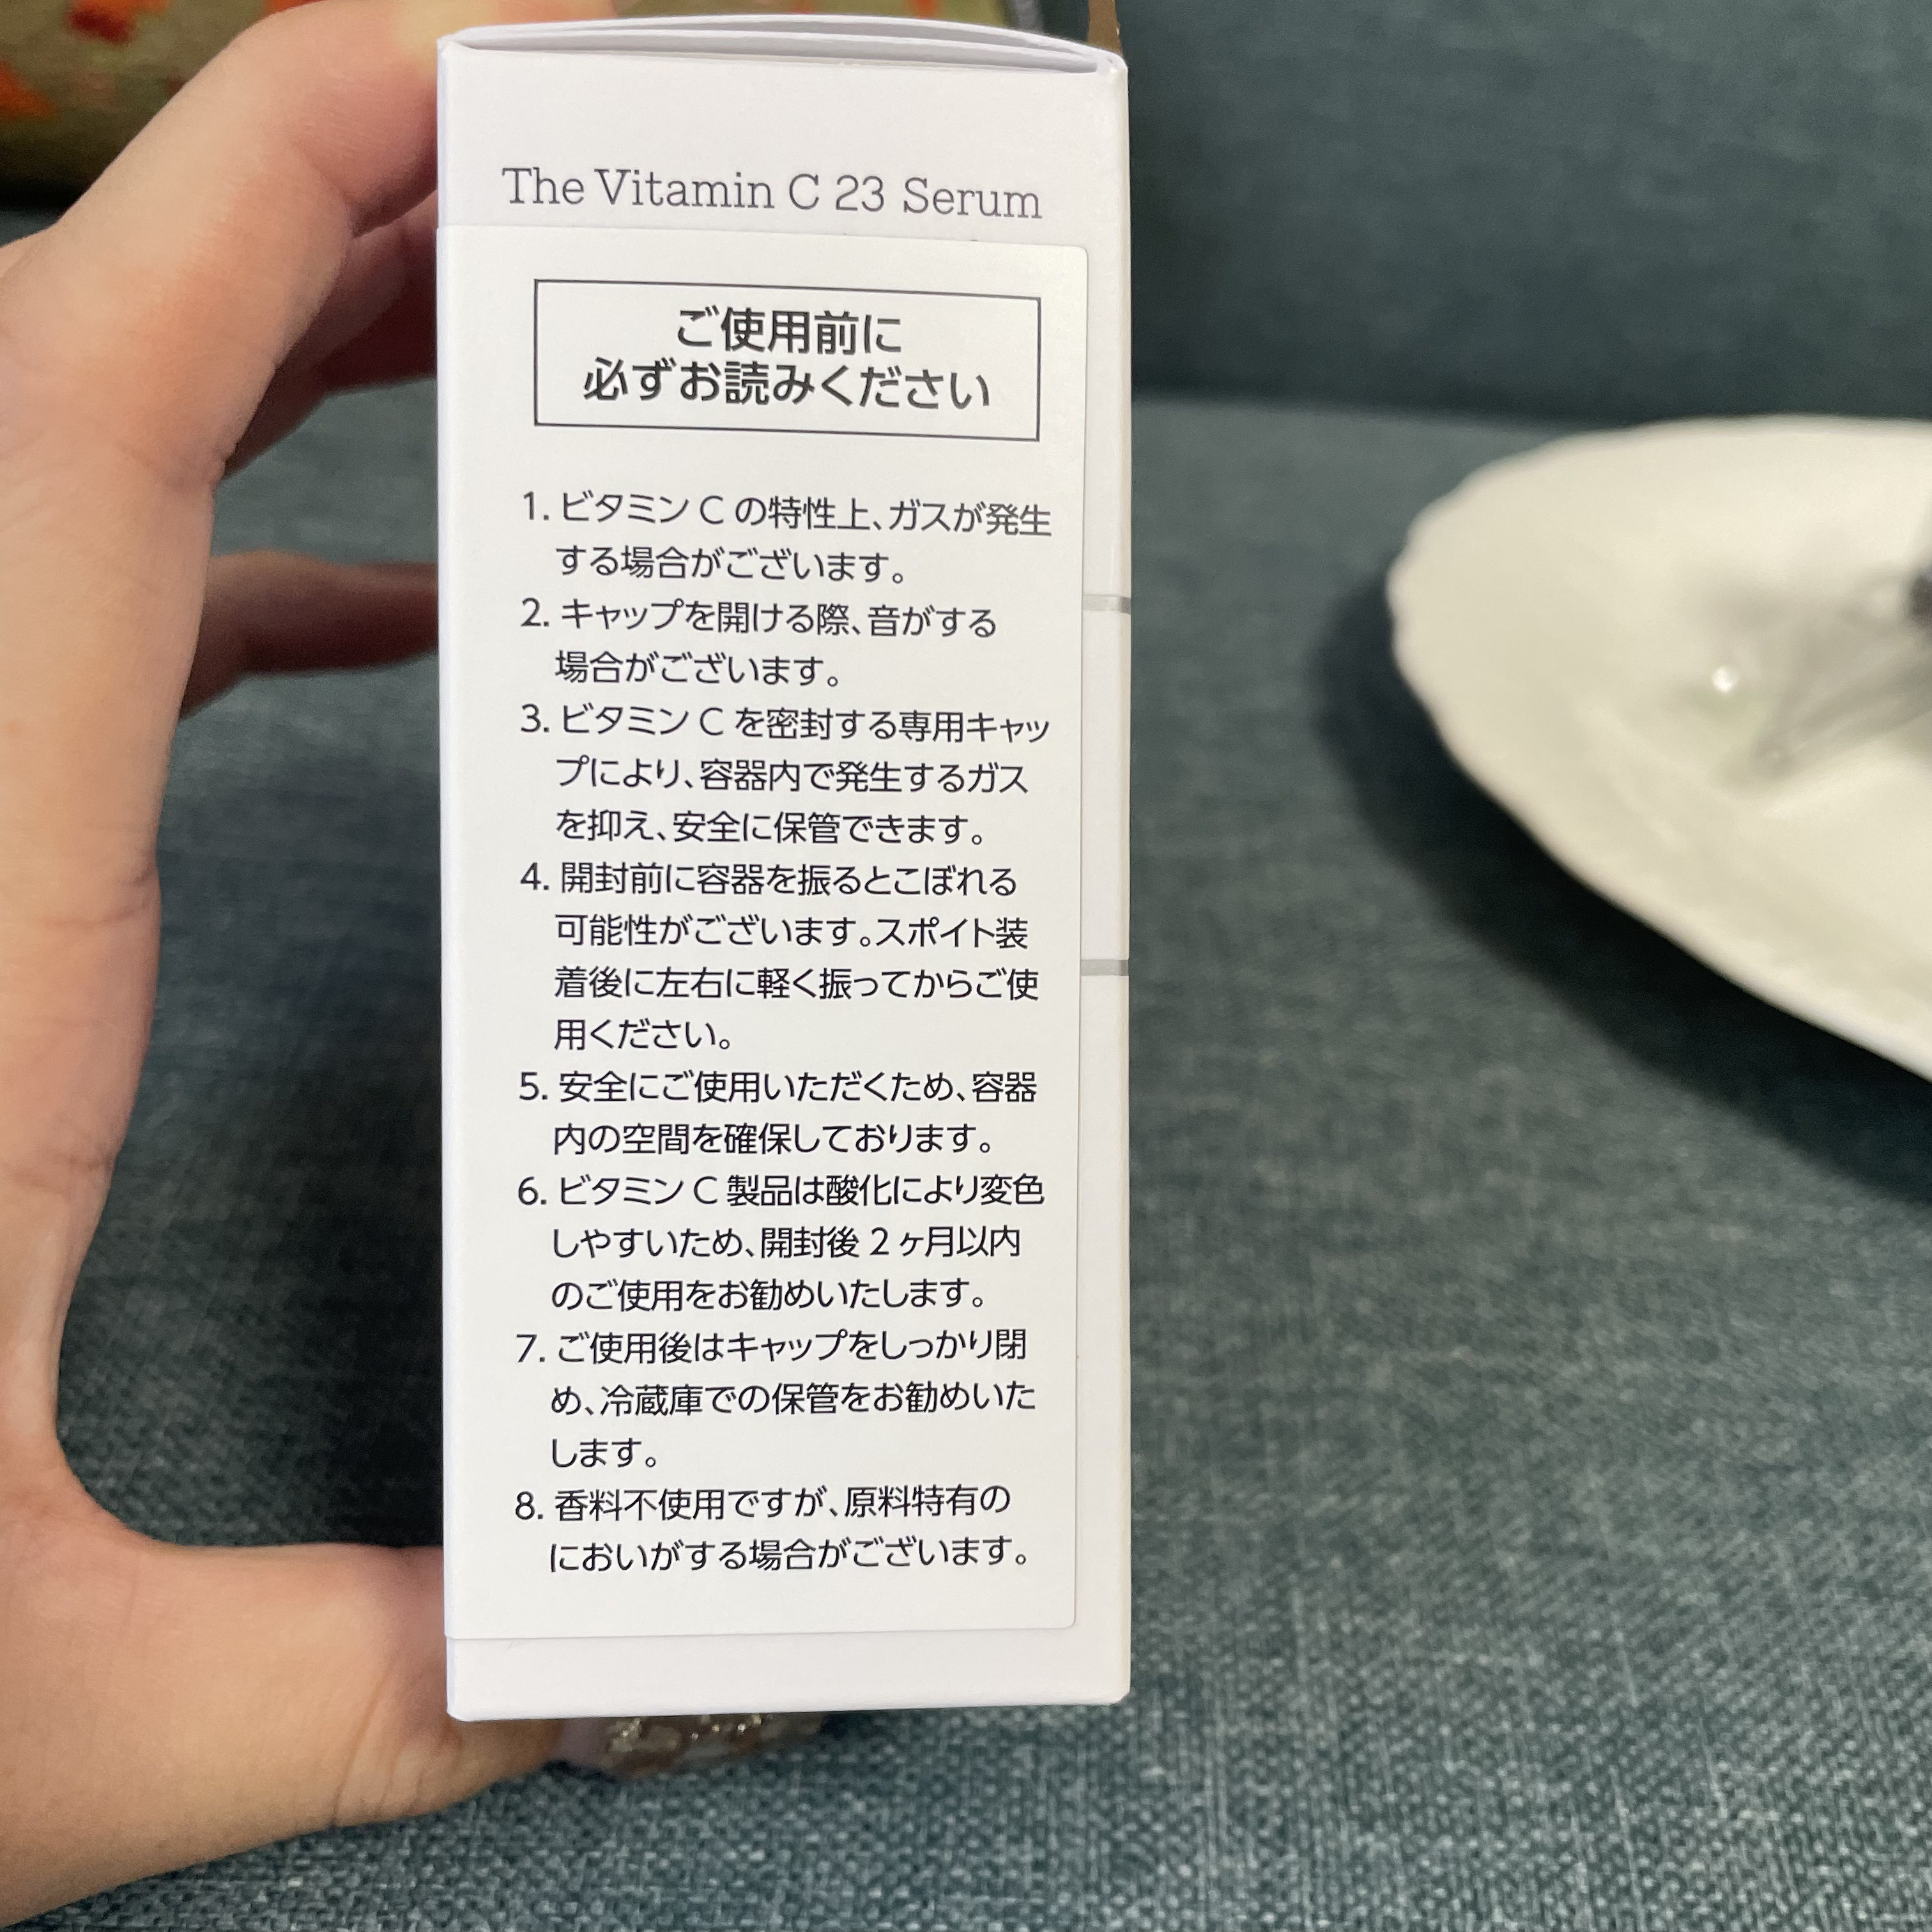 The Vitamin C 23 Serum
ご使用前に
必ずお読みください
1. ビタミン C の特性上、ガスが発生
する場合がございます。
2. キャップを開ける際、音がする
場合がございます。
3. ビタミン C を密封する専用キャッ
プにより、容器内で発生するガス
を抑え、安全に保管できます。
4. 開封前に容器を振るとこぼれる
可能性がございます。スポイト装
着後に左右に軽く振ってからご使
用ください。
5. 安全にご使用いただくため、容器
内の空間を確保しております。
6. ビタミン C 製品は酸化により変色
しやすいため、開封後 2 ヶ月以内
のご使用をお勧めいたします。
7. ご使用後はキャップをしっかり閉
め、冷蔵庫での保管をお勧めいた
します。
8. 香料不使用ですが、原料特有の
においがする場合がございます。